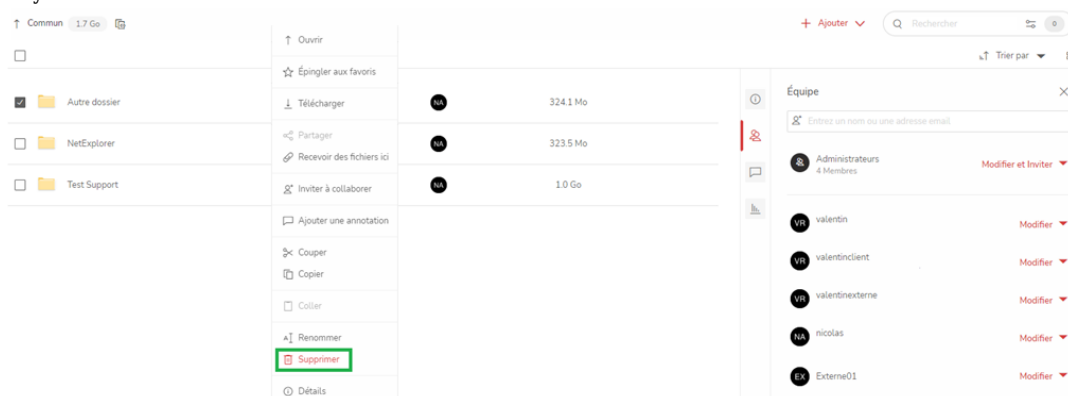 Commun 1.7 Go
Ajouter
Rechercher
0
Trier par
Ouvrir
Épingler aux favoris
Télécharger
Partager
Recevoir des fichiers ici
Inviter à collaborer
Ajouter une annotation
Couper
Copier
Coller
Renommer
Supprimer
Détails
Autre dossier NA 324.1 Mo
NetExplorer NA 323.5 Mo
Test Support NA 1.0 Go
Équipe
Entrez un nom ou une adresse email
Administrateurs
4 Membres
Modifier et Inviter
VR valentin Modifier
VR valentinclient Modifier
VR valentinexterne Modifier
NA nicolas Modifier
EX Externe01 Modifier